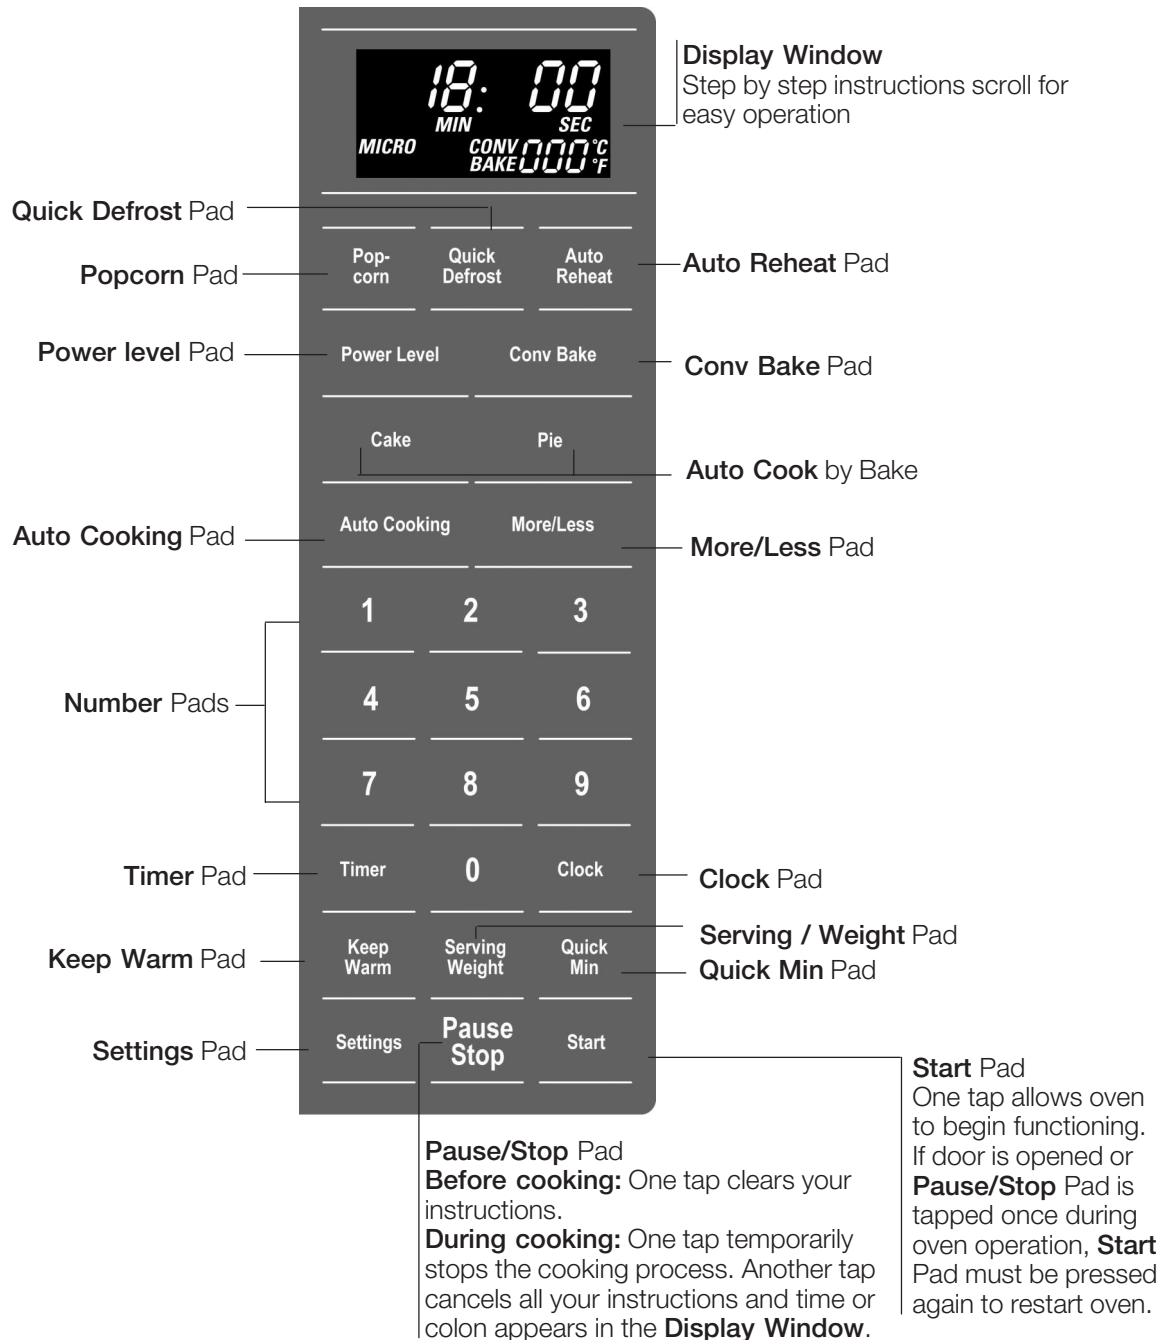 18: 00
MIN SEC
MICRO CONV BAKE 000 °C °F
Display Window
Step by step instructions scroll for
easy operation
Quick Defrost Pad
Popcorn Pad
Pop-
corn
Quick
Defrost
Auto
Reheat
Auto Reheat Pad
Power level Pad
Power Level
Conv Bake
Conv Bake Pad
Cake
Pie
Auto Cook by Bake
Auto Cooking Pad
Auto Cooking
More/Less
More/Less Pad
1 2 3
Number Pads
4 5 6
7 8 9
Timer Pad
Timer
0
Clock
Clock Pad
Keep Warm Pad
Keep
Warm
Serving
Weight
Quick
Min
Serving / Weight Pad
Quick Min Pad
Settings Pad
Settings
Pause
Stop
Start
Pause/Stop Pad
Before cooking: One tap clears your
instructions.
During cooking: One tap temporarily
stops the cooking process. Another tap
cancels all your instructions and time or
colon appears in the Display Window.
Start Pad
One tap allows oven
to begin functioning.
If door is opened or
Pause/Stop Pad is
tapped once during
oven operation, Start
Pad must be pressed
again to restart oven.